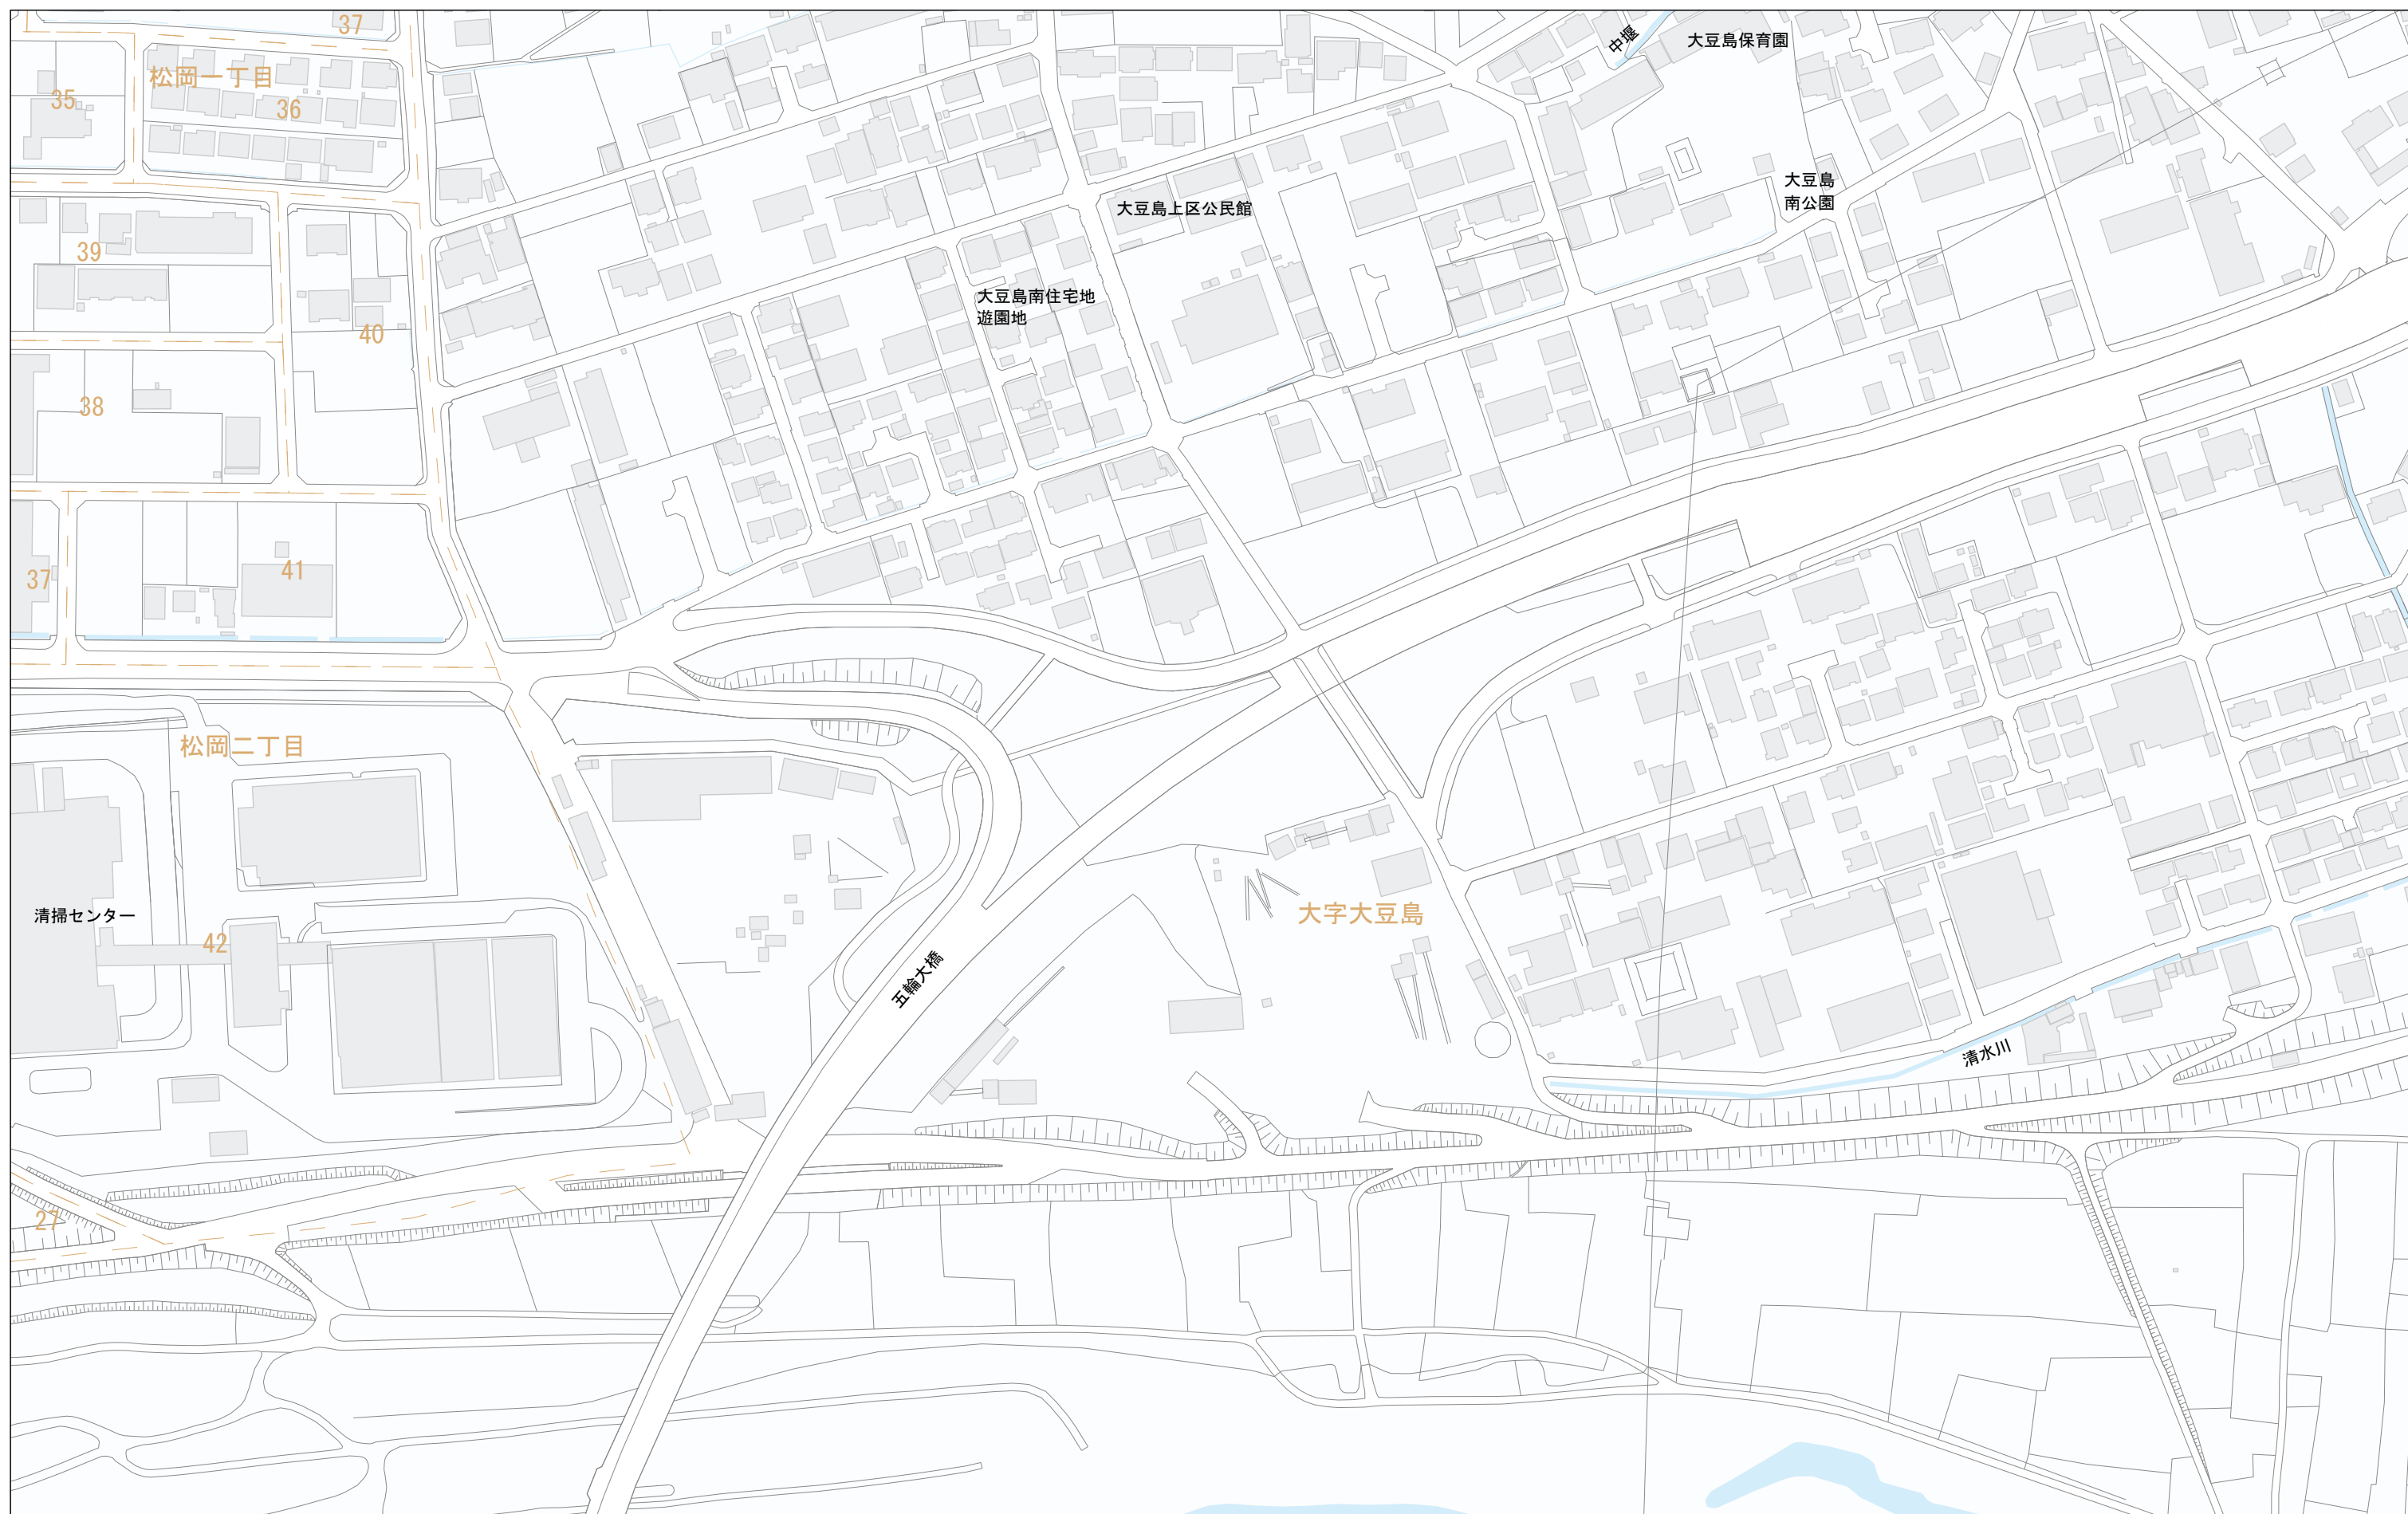 37
中堰
大豆島保育園
松岡一丁目
35
36
大豆島
南公園
大豆島上区公民館
39
大豆島南住宅地
遊園地
40
38
37
41
松岡二丁目
清掃センター
大字大豆島
42
五輪大橋
清水川
27